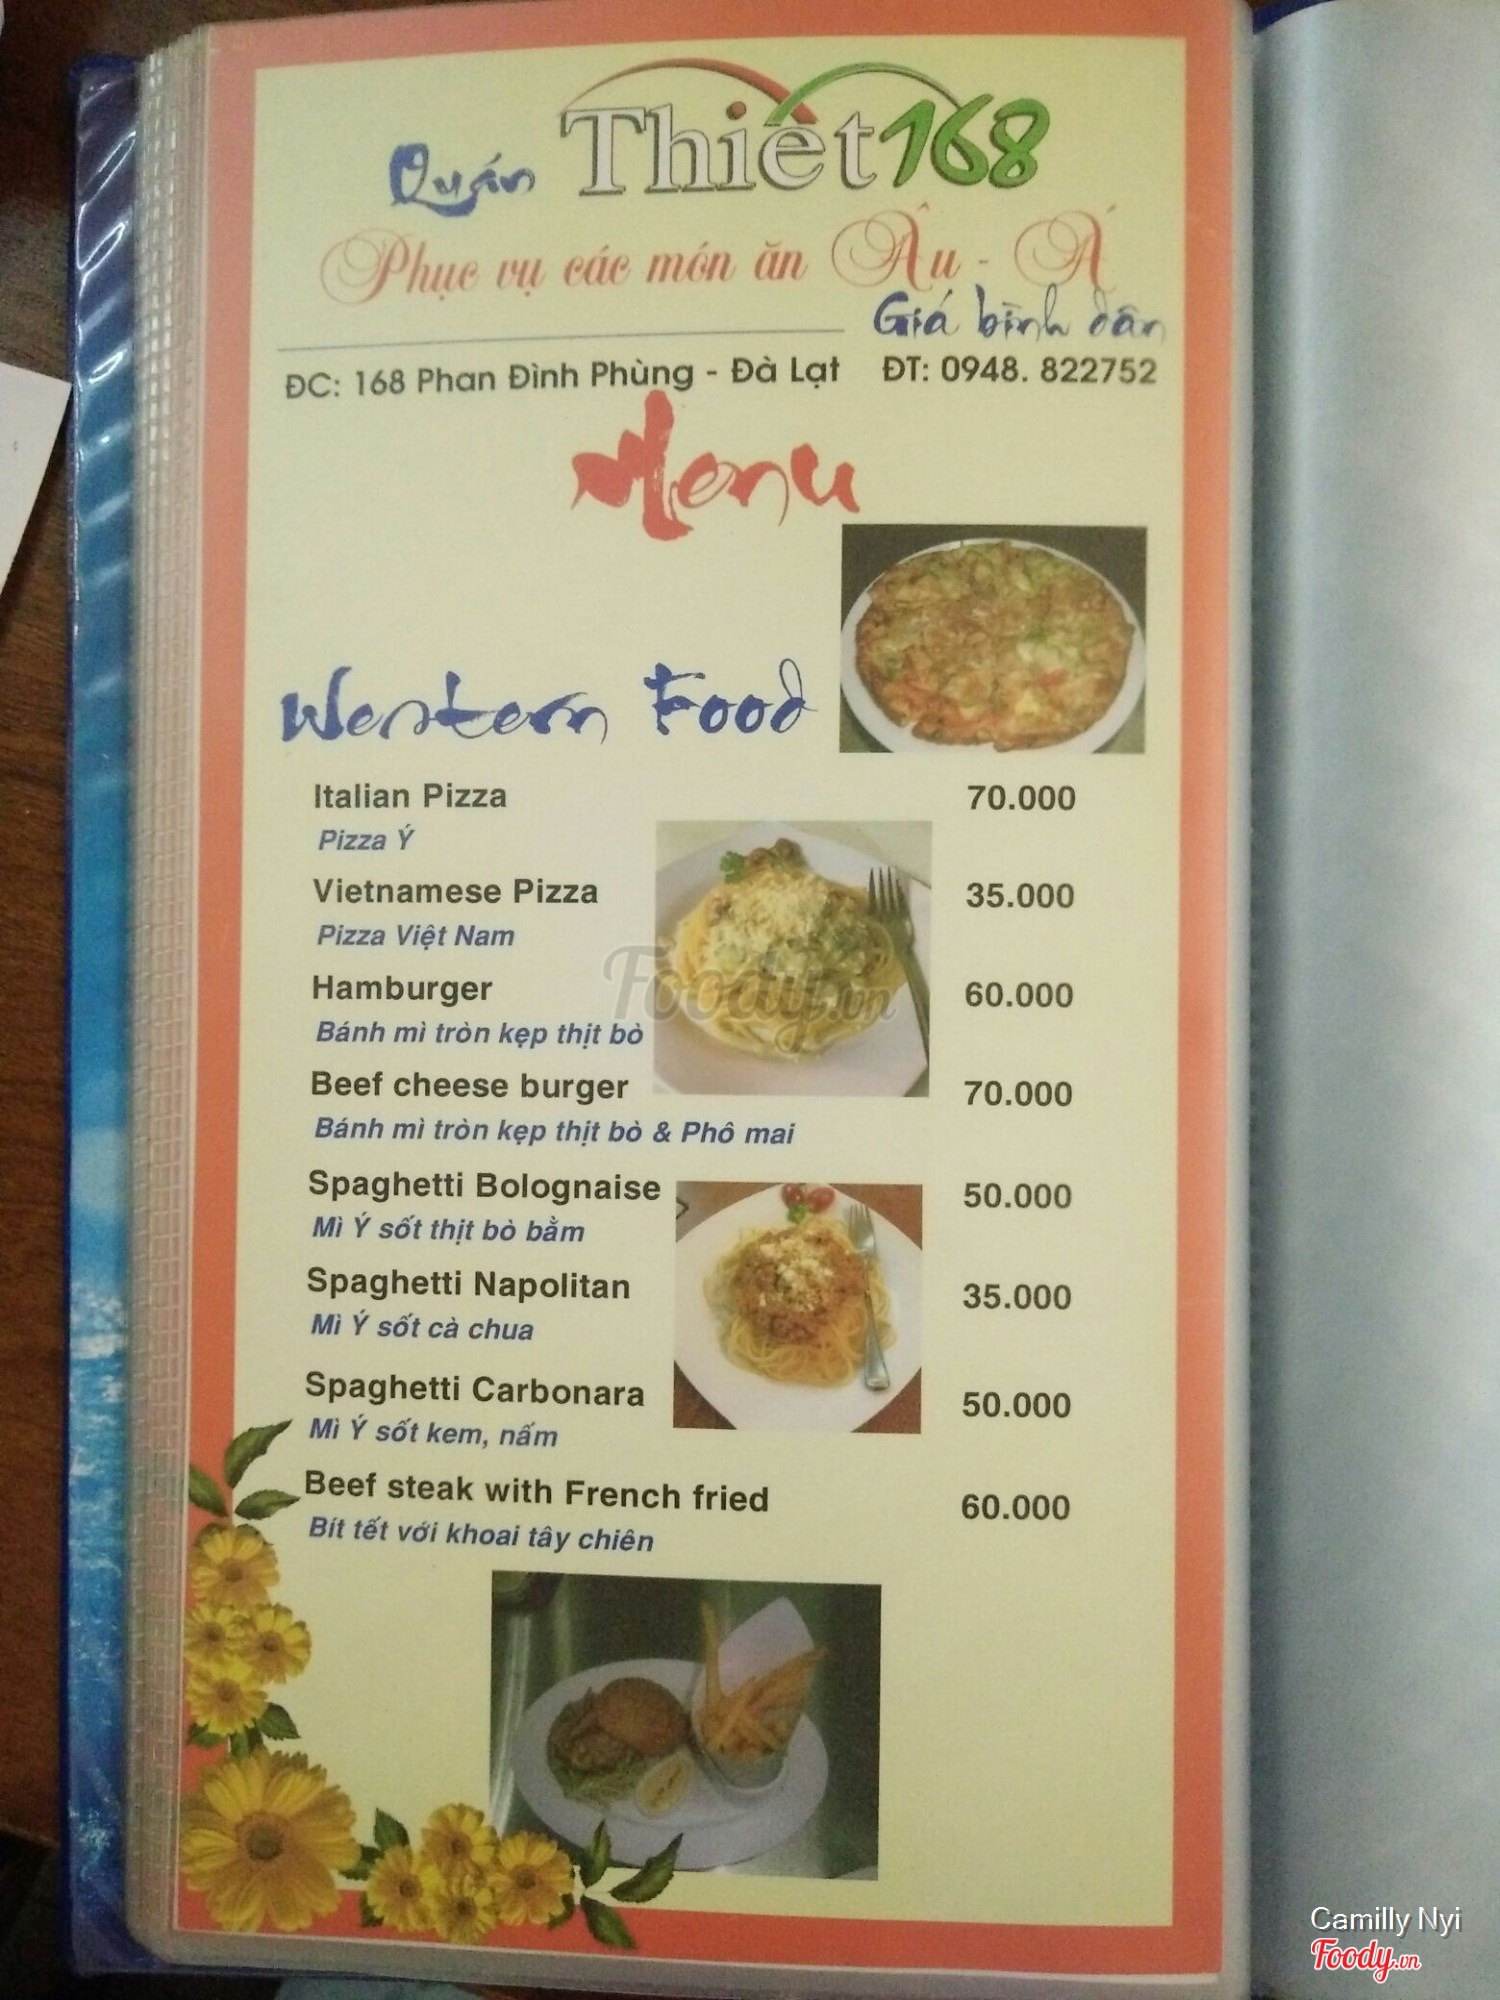 Quán Thiết 168
Phục vụ các món ăn Âu - Á
Giá bình dân
ĐC: 168 Phan Đình Phùng - Đà Lạt ĐT: 0948. 822752
Menu
Western Food
Italian Pizza 70.000
Pizza Ý
Vietnamese Pizza 35.000
Pizza Việt Nam
Hamburger 60.000
Bánh mì tròn kẹp thịt bò
Beef cheese burger 70.000
Bánh mì tròn kẹp thịt bò & Phô mai
Spaghetti Bolognaise 50.000
Mì Ý sốt thịt bò bằm
Spaghetti Napolitan 35.000
Mì Ý sốt cà chua
Spaghetti Carbonara 50.000
Mì Ý sốt kem, nấm
Beef steak with French fried 60.000
Bít tết với khoai tây chiên
Foody.vn
Camilly Nyi
Foody.vn